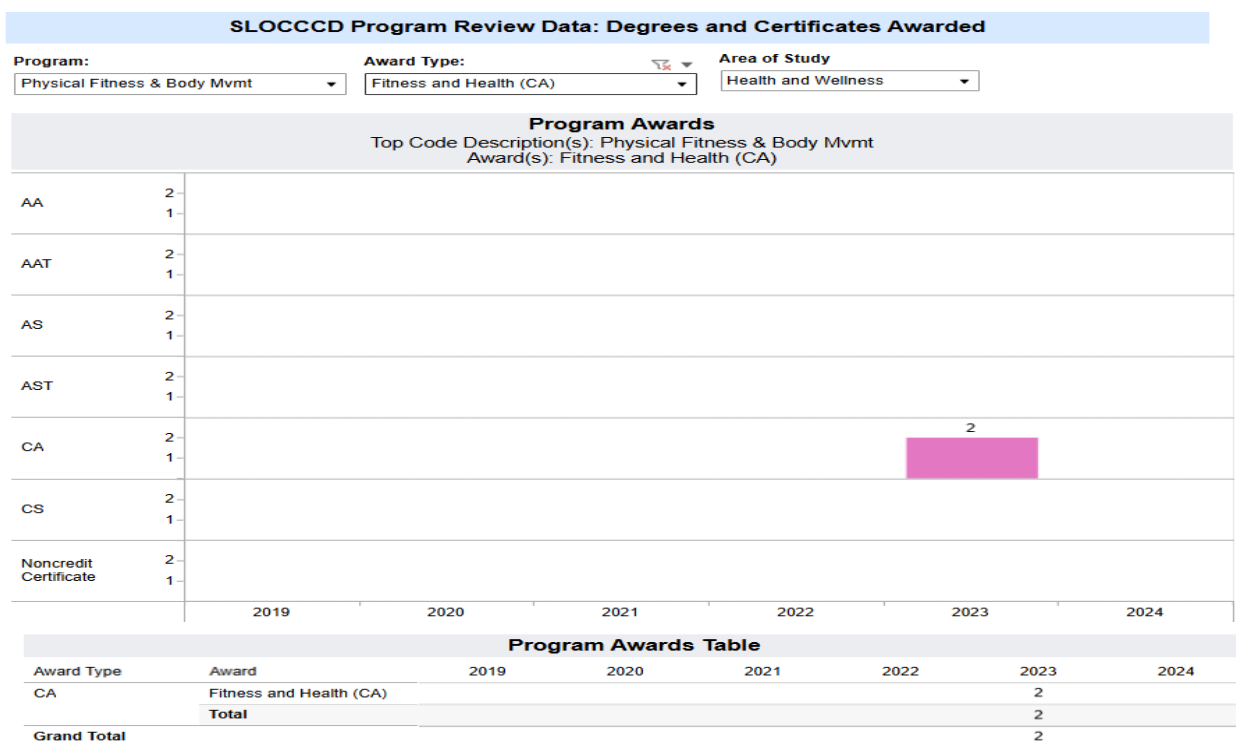 SLOCCCD Program Review Data: Degrees and Certificates Awarded
Program: Award Type: Area of Study
Physical Fitness & Body Mvmt Fitness and Health (CA) Health and Wellness
Program Awards
Top Code Description(s): Physical Fitness & Body Mvmt
Award(s): Fitness and Health (CA)
AA 2
1
AAT 2
1
AS 2
1
AST 2
1
CA 2 2
1
CS 2
1
Noncredit 2
Certificate 1
2019 2020 2021 2022 2023 2024
Program Awards Table
Award Type Award 2019 2020 2021 2022 2023 2024
CA Fitness and Health (CA) 2
Total 2
Grand Total 2